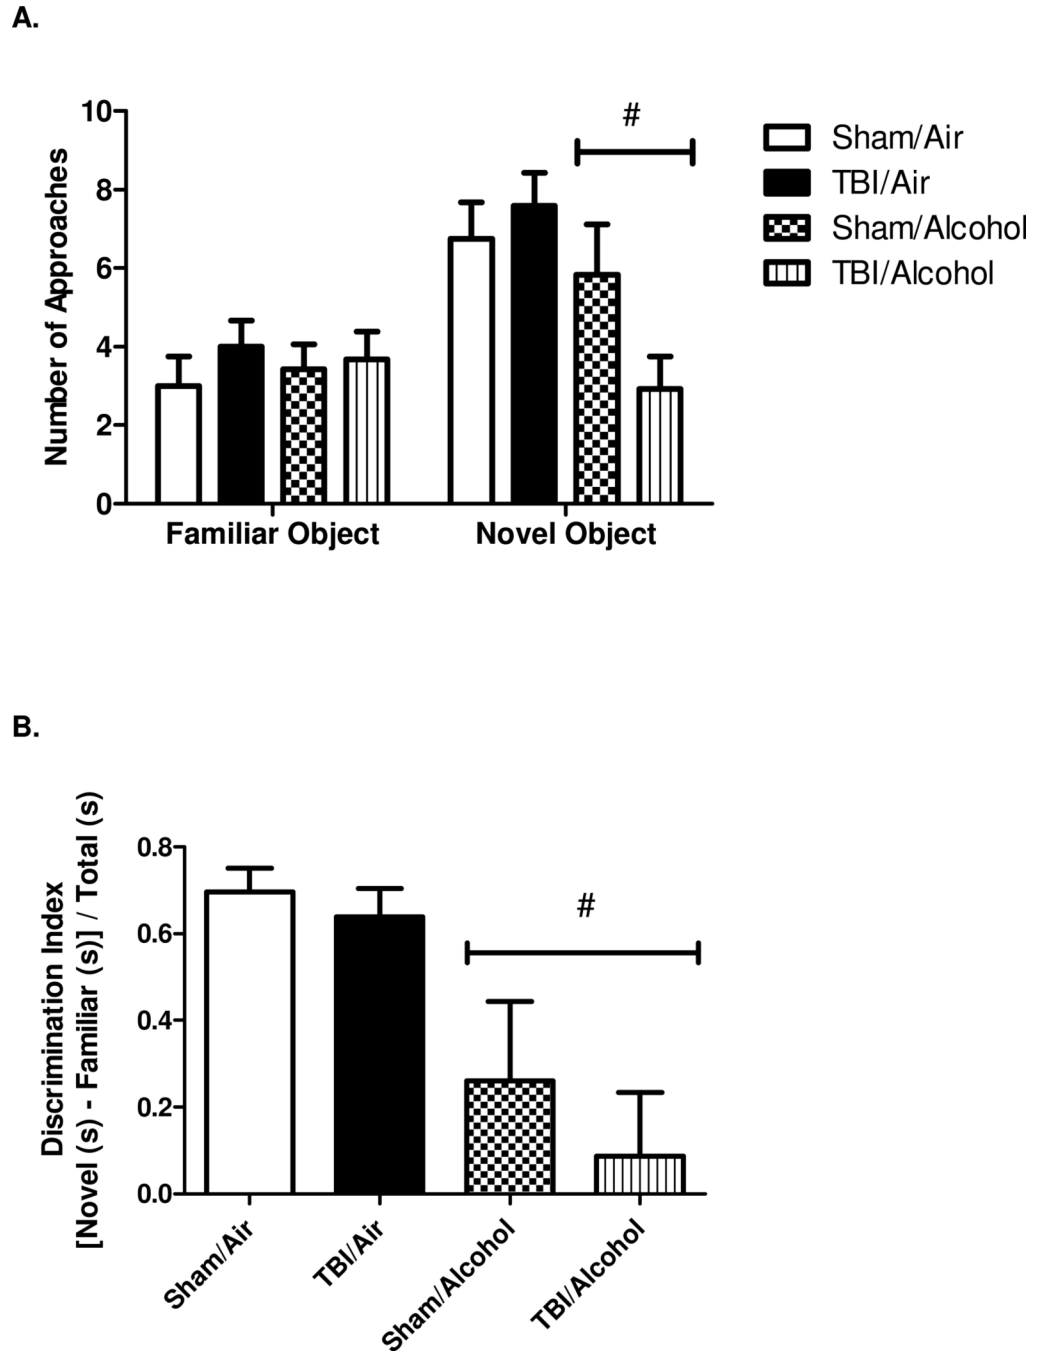 A.
#
10
8
6
4
2
0
Number of Approaches
Familiar Object
Novel Object
Sham/Air
TBI/Air
Sham/Alcohol
TBI/Alcohol
B.
#
0.8
0.6
0.4
0.2
0.0
Discrimination Index
[Novel (s) - Familiar (s)] / Total (s)
Sham/Air
TBI/Air
Sham/Alcohol
TBI/Alcohol